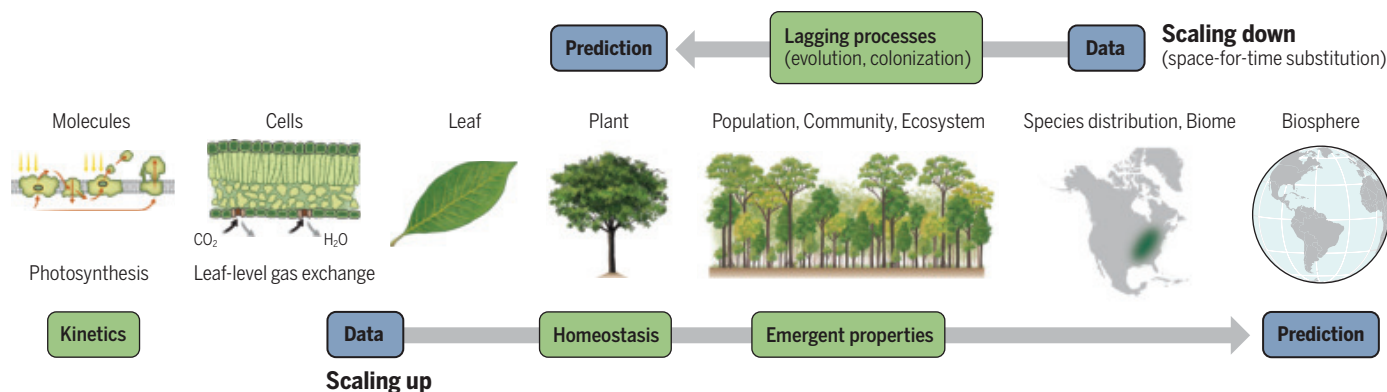 Prediction
Lagging processes
(evolution, colonization)
Data
Scaling down
(space-for-time substitution)
Molecules
Cells
Leaf
Plant
Population, Community, Ecosystem
Species distribution, Biome
Biosphere
CO₂
H₂O
Photosynthesis
Leaf-level gas exchange
Kinetics
Data
Homeostasis
Emergent properties
Prediction
Scaling up